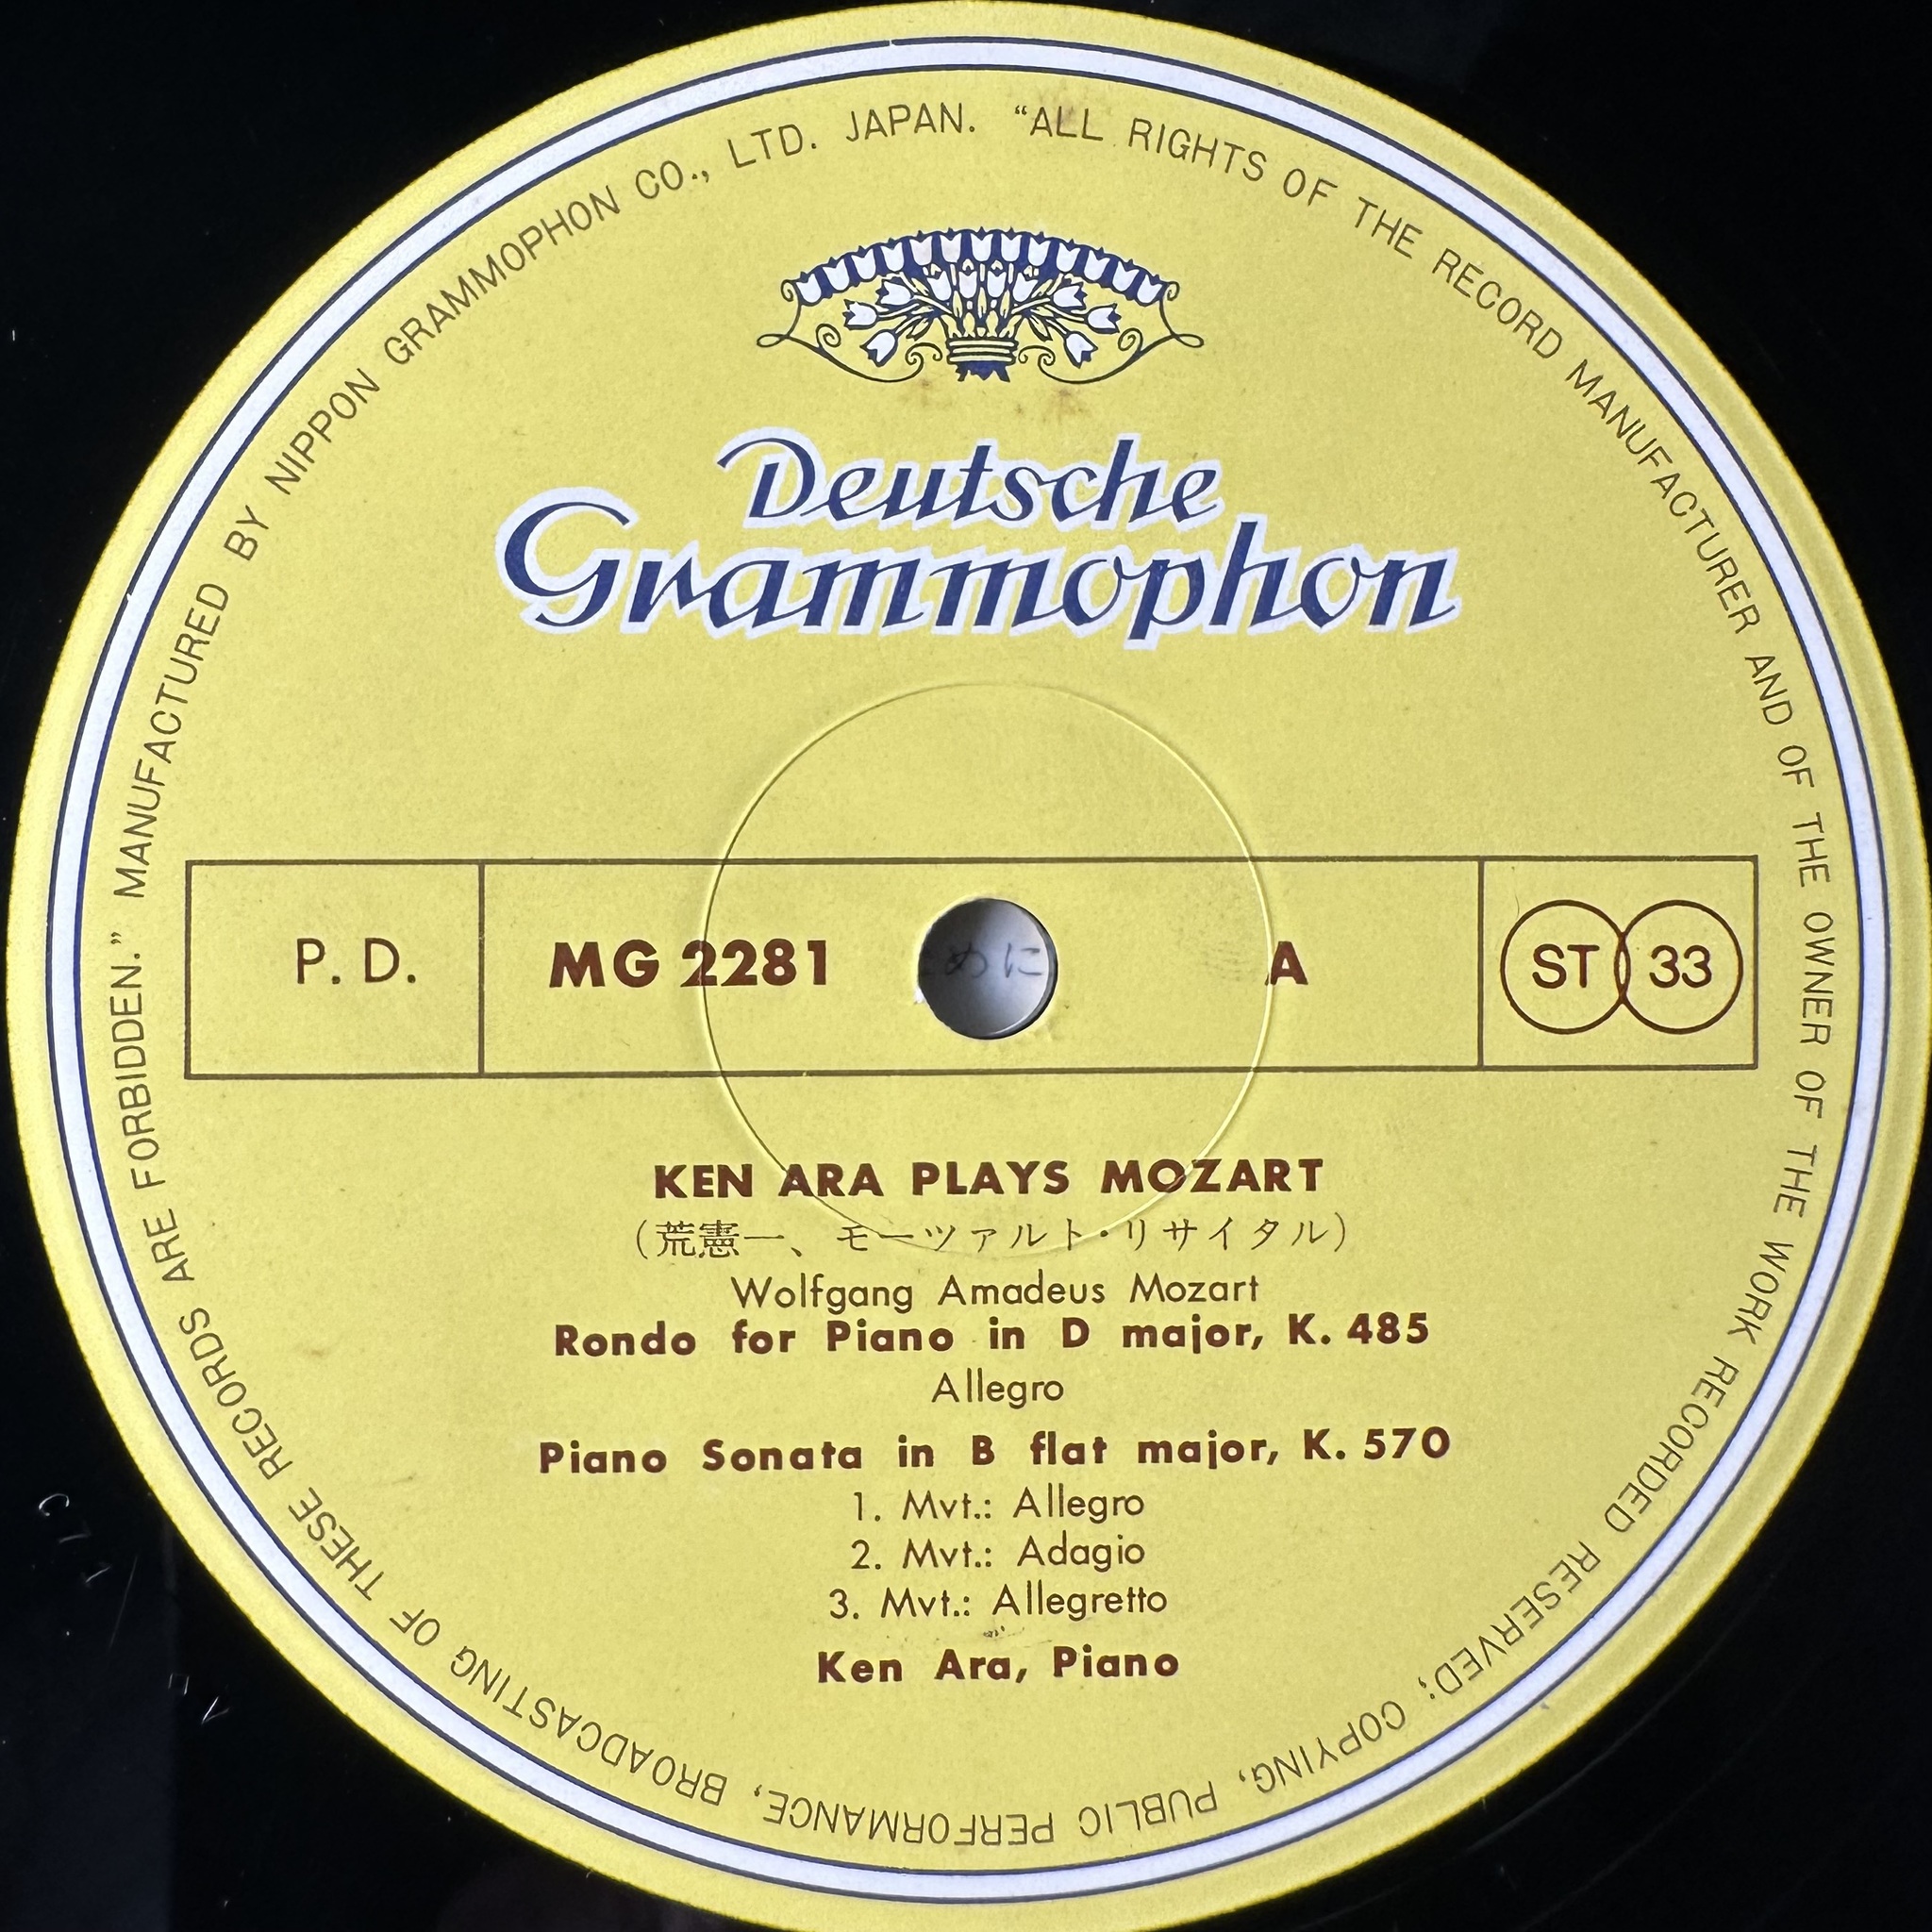 MANUFACTURED BY NIPPON GRAMMOPHON CO., LTD. JAPAN. “ALL RIGHTS OF THE RECORD MANUFACTURER AND OF THE OWNER OF THE WORK RECORDED RESERVED; COPYING, PUBLIC PERFORMANCE, BROADCASTING OF THESE RECORDS ARE FORBIDDEN.”
Deutsche
Grammophon
P. D. MG 2281 めに A ST 33
KEN ARA PLAYS MOZART
(荒憲一、モーツァルト・リサイタル)
Wolfgang Amadeus Mozart
Rondo for Piano in D major, K. 485
Allegro
Piano Sonata in B flat major, K. 570
1. Mvt.: Allegro
2. Mvt.: Adagio
3. Mvt.: Allegretto
Ken Ara, Piano